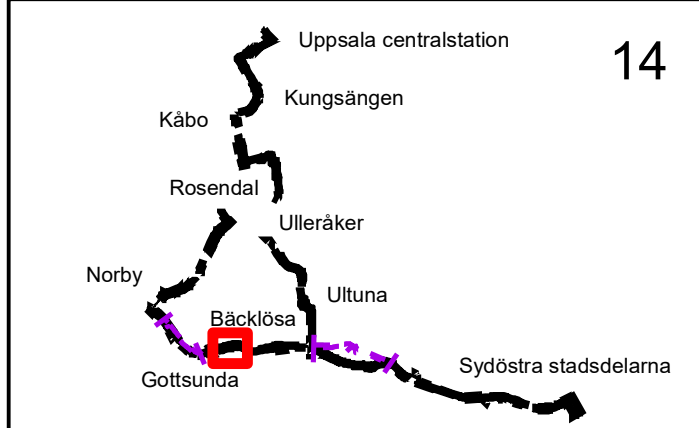 14
Uppsala centralstation
Kungsängen
Kåbo
Rosendal
Ulleråker
Norby
Ultuna
Bäcklösa
Sydöstra stadsdelarna
Gottsunda